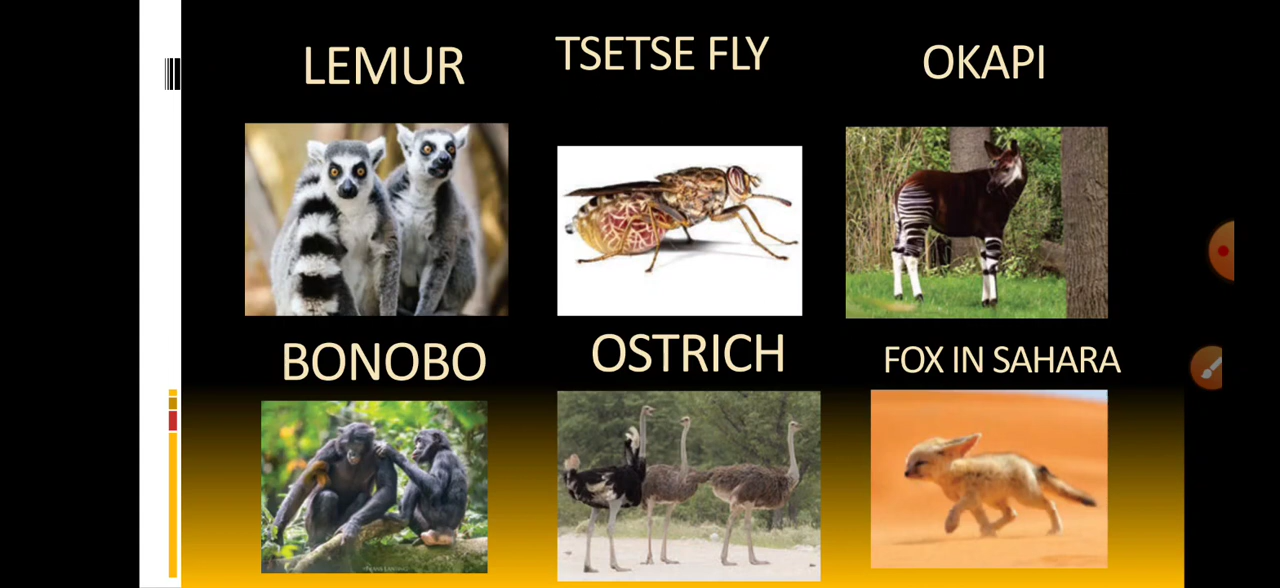 LEMUR
TSETSE FLY
OKAPI
BONOBO
OSTRICH
FOX IN SAHARA